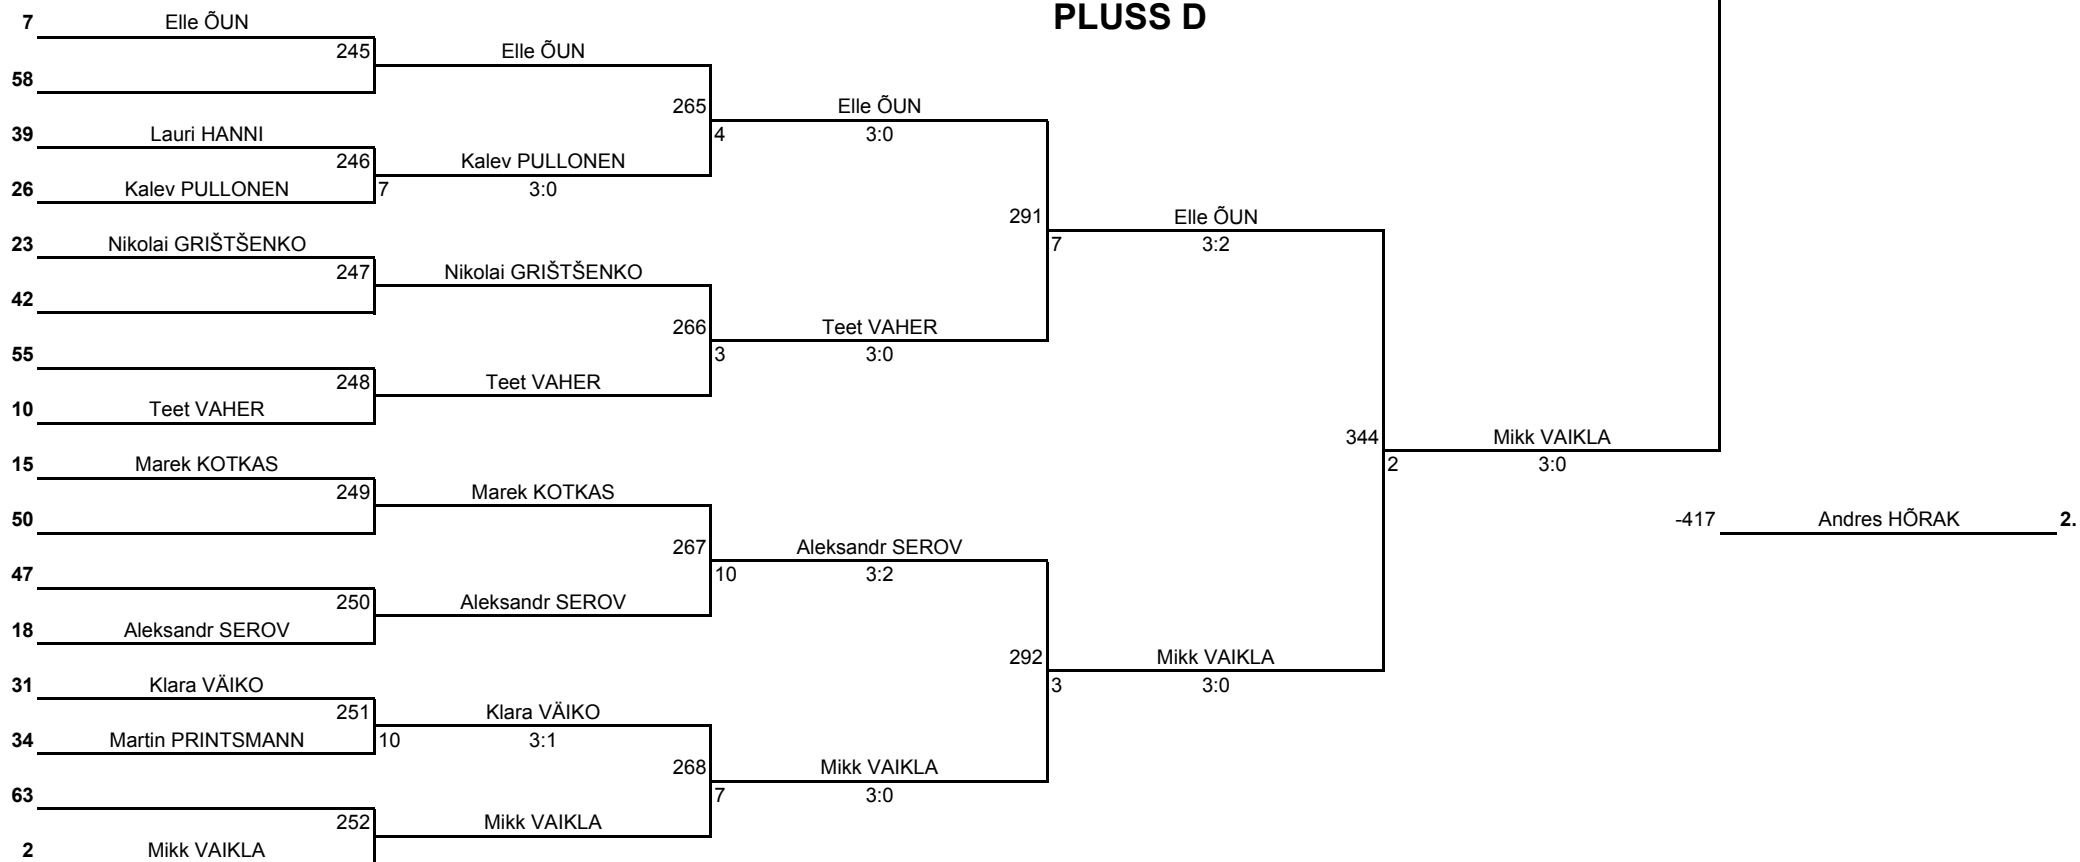 PLUSS D
7 Elle ÕUN
245 Elle ÕUN
58
265 Elle ÕUN
39 Lauri HANNI 4 3:0
246 Kalev PULLONEN
26 Kalev PULLONEN 7 3:0
291 Elle ÕUN
23 Nikolai GRIŠTŠENKO 7 3:2
247 Nikolai GRIŠTŠENKO
42
266 Teet VAHER
55 3 3:0
248 Teet VAHER
10 Teet VAHER
344 Mikk VAIKLA
15 Marek KOTKAS 2 3:0
249 Marek KOTKAS
50 -417 Andres HÕRAK 2.
267 Aleksandr SEROV
47 10 3:2
250 Aleksandr SEROV
18 Aleksandr SEROV
292 Mikk VAIKLA
31 Klara VÄIKO 3 3:0
251 Klara VÄIKO
34 Martin PRINTSMANN 10 3:1
268 Mikk VAIKLA
63 7 3:0
252 Mikk VAIKLA
2 Mikk VAIKLA